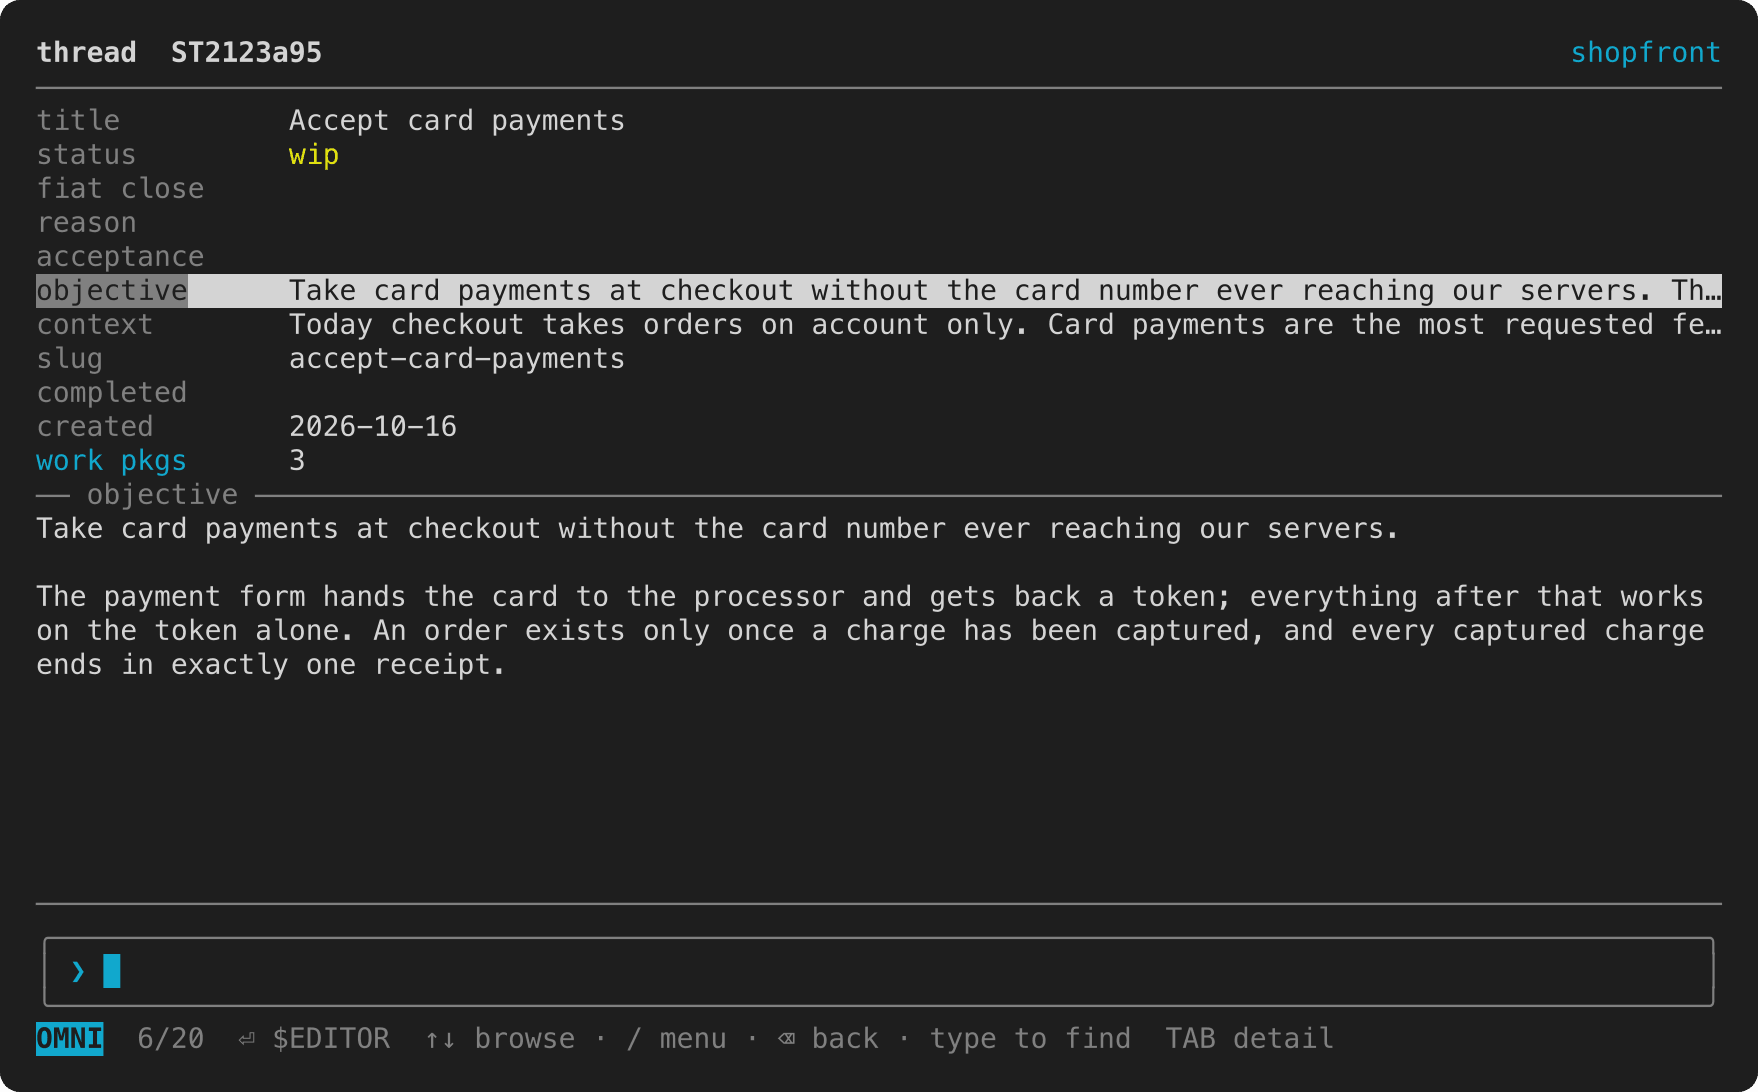 thread  ST2123a95 shopfront
title Accept card payments
status wip
fiat close
reason
acceptance
objective Take card payments at checkout without the card number ever reaching our servers. Th…
context Today checkout takes orders on account only. Card payments are the most requested fe…
slug accept-card-payments
completed
created 2026-10-16
work pkgs 3
── objective
Take card payments at checkout without the card number ever reaching our servers.
The payment form hands the card to the processor and gets back a token; everything after that works
on the token alone. An order exists only once a charge has been captured, and every captured charge
ends in exactly one receipt.
❯
OMNI 6/20 ⏎ $EDITOR ↑↓ browse · / menu · ⌫ back · type to find TAB detail